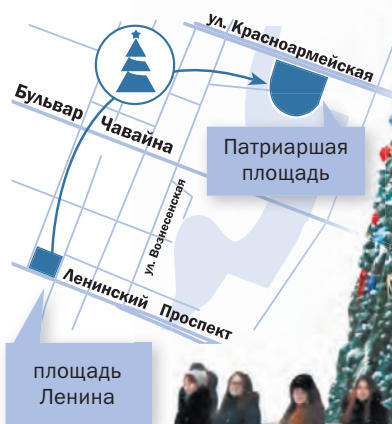 ул. Красноармейская
Бульвар Чавайна
Патриаршая
площадь
ул. Вознесенская
Ленинский Проспект
площадь
Ленина